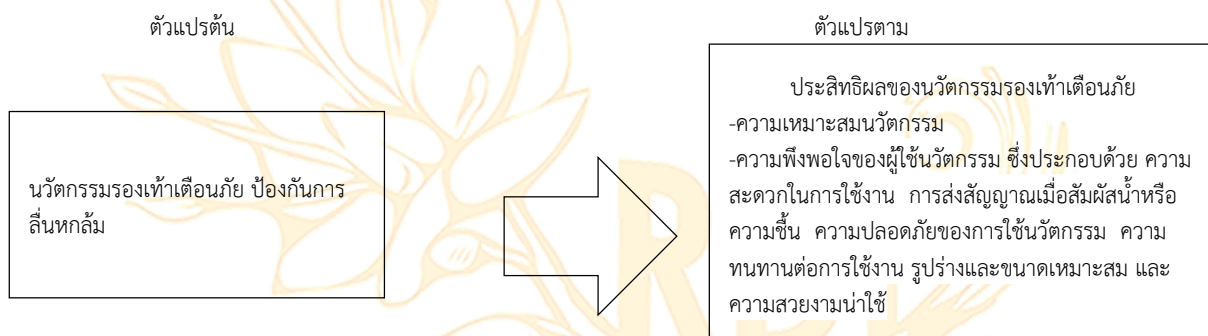 ตัวแปรต้น
ตัวแปรตาม
นวัตกรรมรองเท้าเตือนภัย ป้องกันการ
ลื่นหกล้ม
ประสิทธิผลของนวัตกรรมรองเท้าเตือนภัย
-ความเหมาะสมนวัตกรรม
-ความพึงพอใจของผู้ใช้นวัตกรรม ซึ่งประกอบด้วย ความ
สะดวกในการใช้งาน การส่งสัญญาณเมื่อสัมผัสน้ำหรือ
ความชื้น ความปลอดภัยของการใช้นวัตกรรม ความ
ทนทานต่อการใช้งาน รูปร่างและขนาดเหมาะสม และ
ความสวยงามน่าใช้